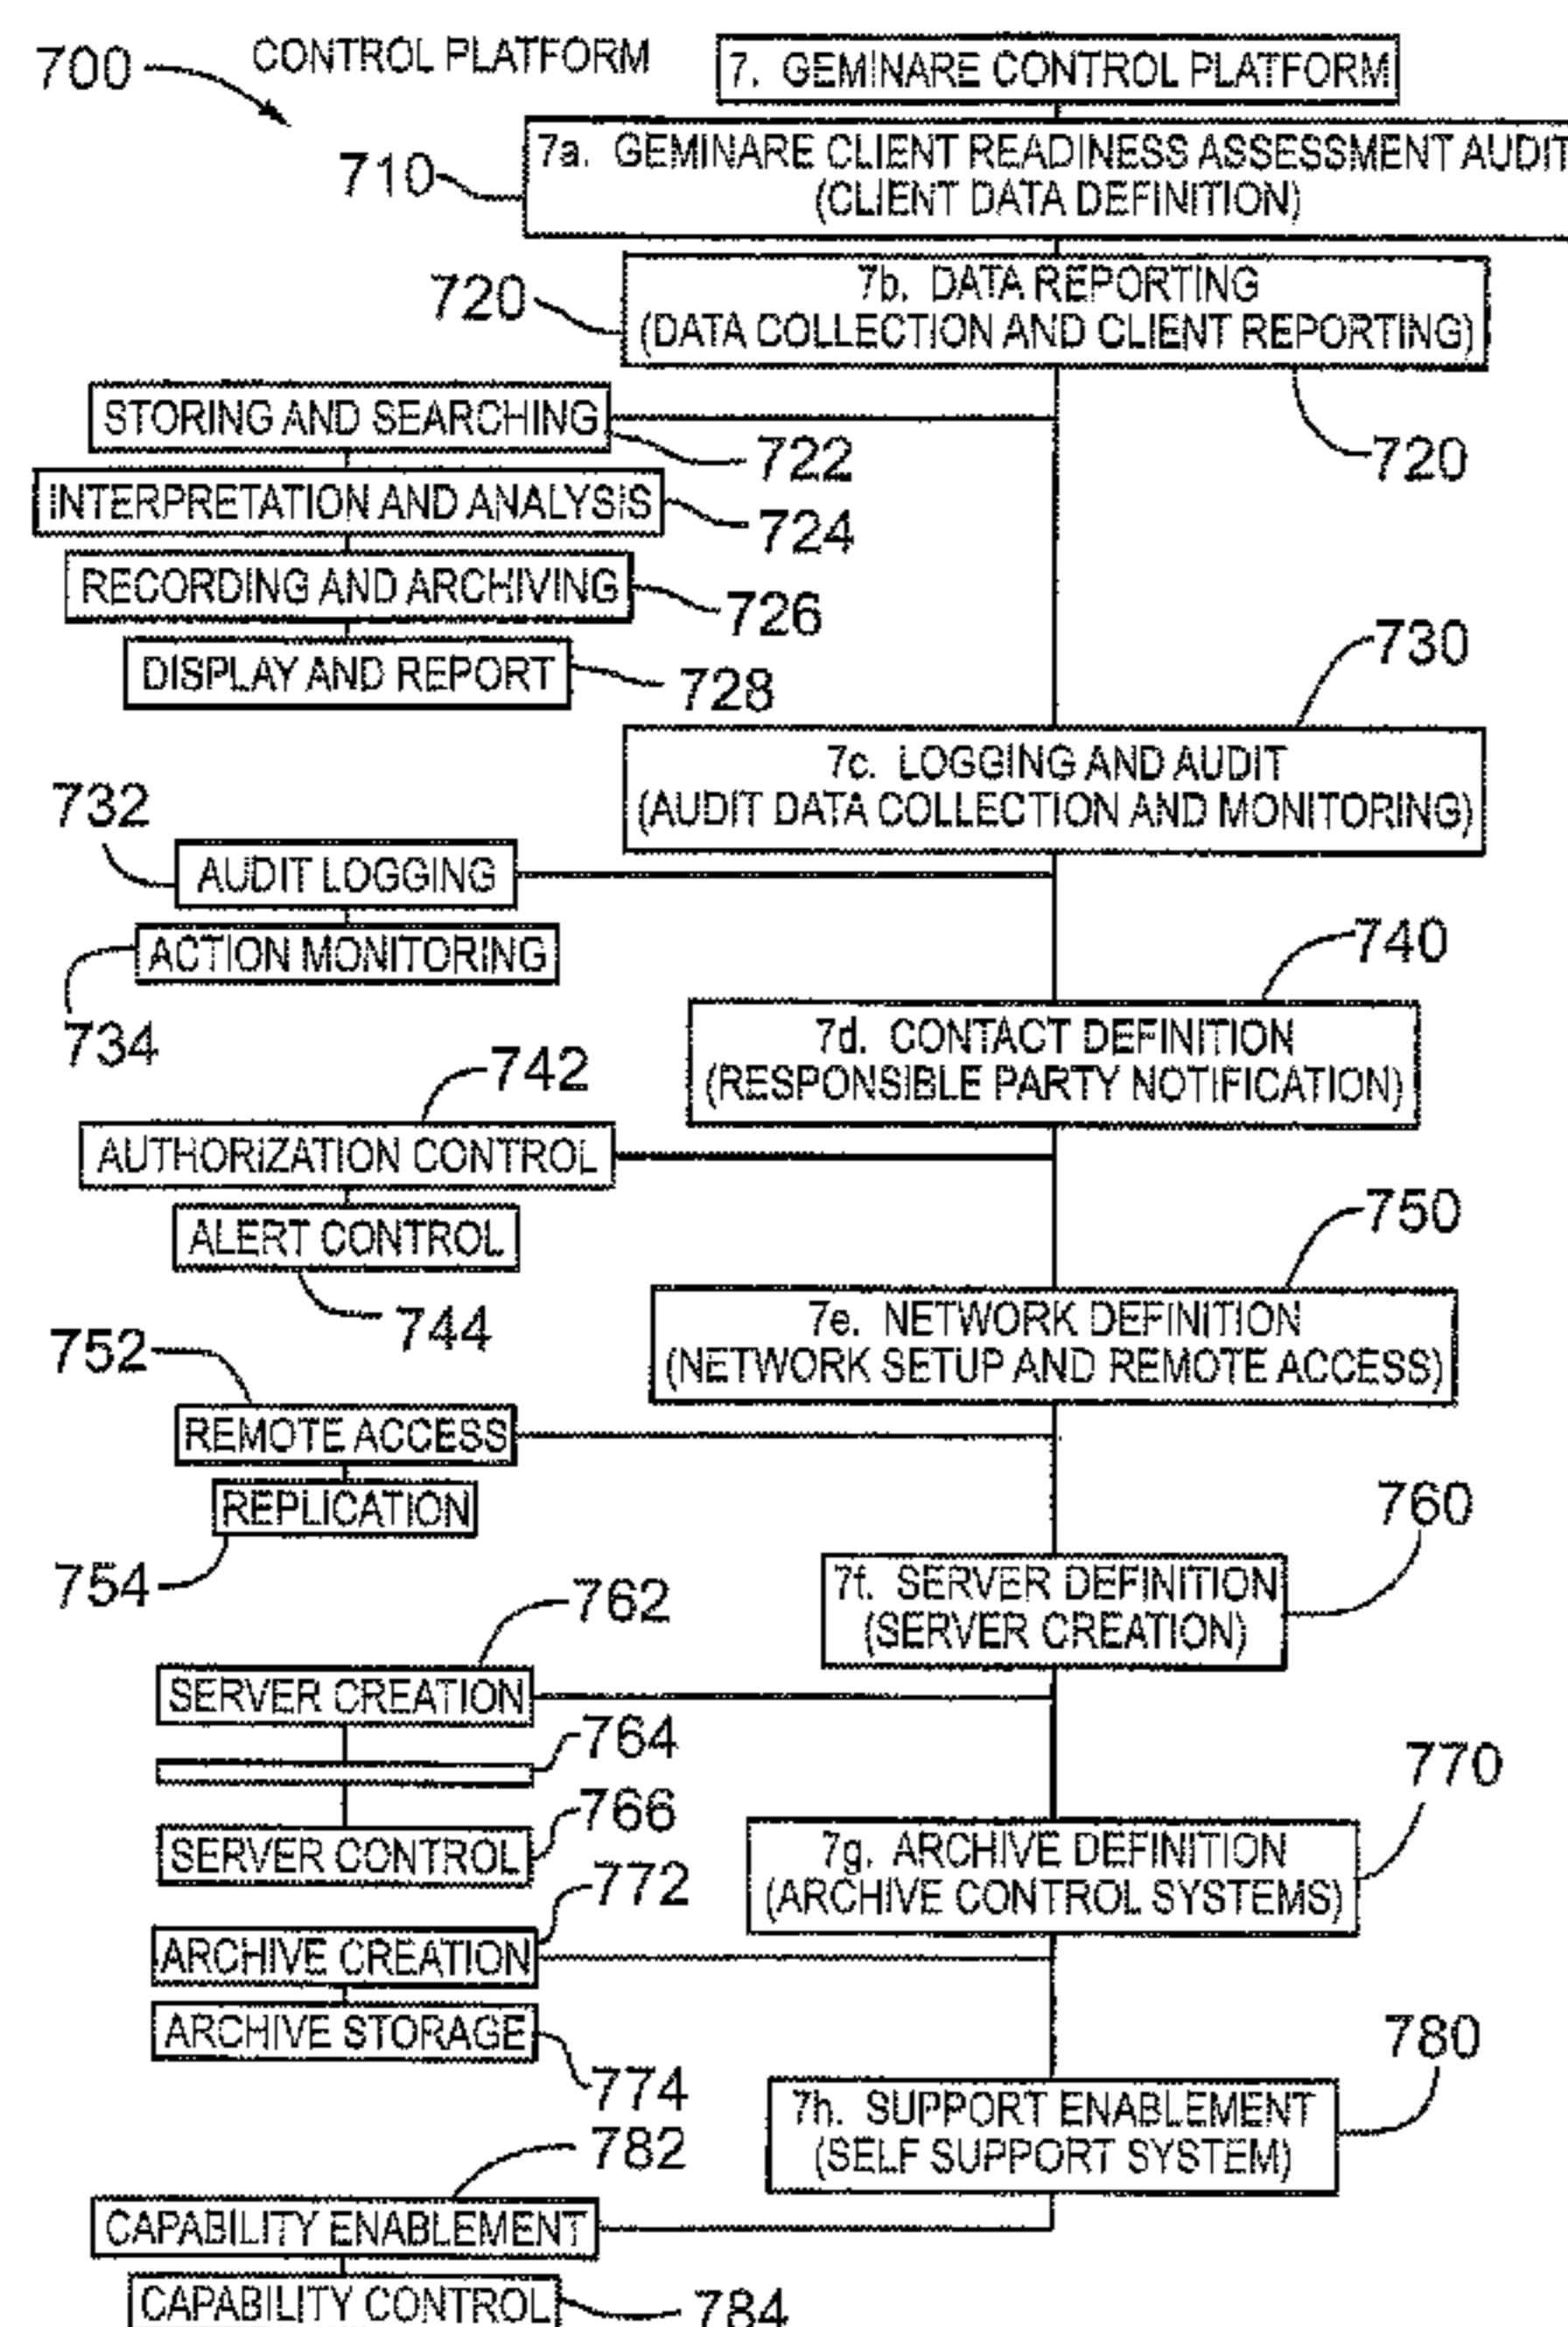 700
CONTROL PLATFORM
7. GEMINARE CONTROL PLATFORM
710
7a. GEMINARE CLIENT READINESS ASSESSMENT AUDIT
(CLIENT DATA DEFINITION)
720
7b. DATA REPORTING
(DATA COLLECTION AND CLIENT REPORTING)
720
STORING AND SEARCHING
722
INTERPRETATION AND ANALYSIS
724
RECORDING AND ARCHIVING
726
DISPLAY AND REPORT
728
730
7c. LOGGING AND AUDIT
(AUDIT DATA COLLECTION AND MONITORING)
732
AUDIT LOGGING
ACTION MONITORING
734
740
7d. CONTACT DEFINITION
(RESPONSIBLE PARTY NOTIFICATION)
742
AUTHORIZATION CONTROL
ALERT CONTROL
744
750
7e. NETWORK DEFINITION
(NETWORK SETUP AND REMOTE ACCESS)
752
REMOTE ACCESS
REPLICATION
754
760
7f. SERVER DEFINITION
(SERVER CREATION)
762
SERVER CREATION
764
766
SERVER CONTROL
770
7g. ARCHIVE DEFINITION
(ARCHIVE CONTROL SYSTEMS)
772
ARCHIVE CREATION
ARCHIVE STORAGE
774
780
7h. SUPPORT ENABLEMENT
(SELF SUPPORT SYSTEM)
782
CAPABILITY ENABLEMENT
CAPABILITY CONTROL
784